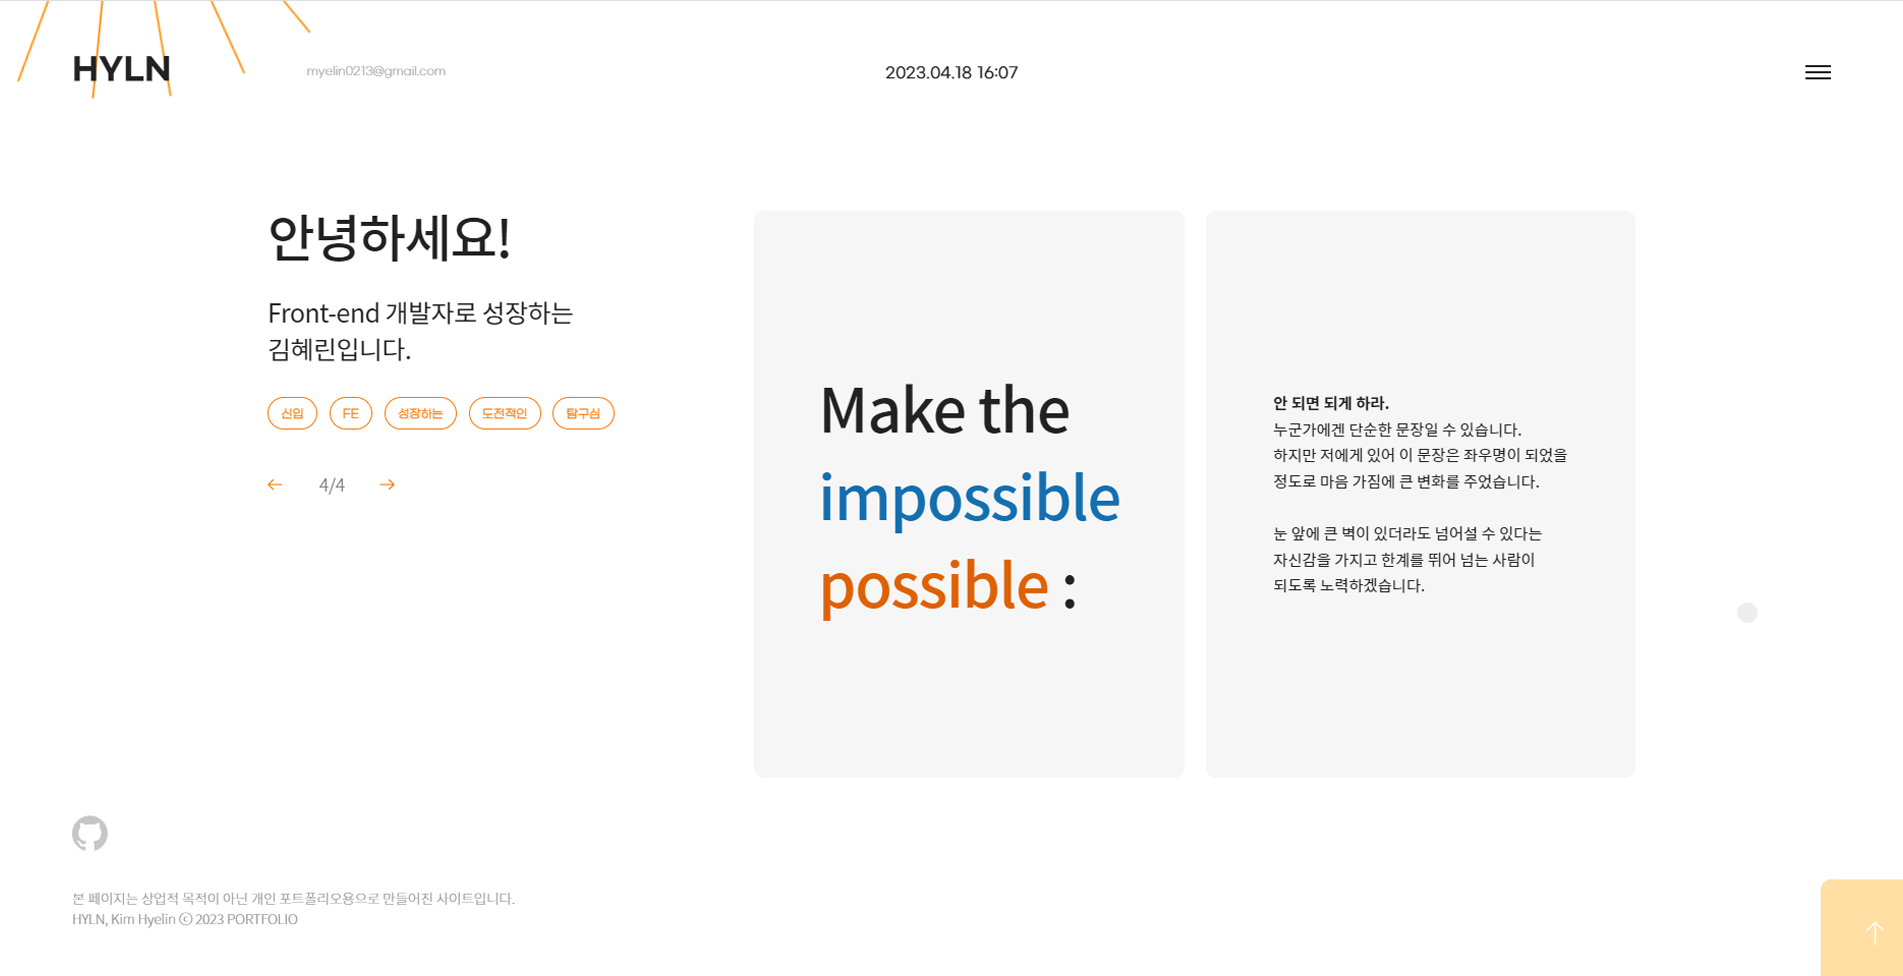 HYLN
myelin0213@gmail.com
2023.04.18 16:07
안녕하세요!
Front-end 개발자로 성장하는
김혜린입니다.
신입
FE
성장하는
도전적인
탐구심
4/4
Make the
impossible
possible :
안 되면 되게 하라.
누군가에겐 단순한 문장일 수 있습니다.
하지만 저에게 있어 이 문장은 좌우명이 되었을
정도로 마음 가짐에 큰 변화를 주었습니다.
눈 앞에 큰 벽이 있더라도 넘어설 수 있다는
자신감을 가지고 한계를 뛰어 넘는 사람이
되도록 노력하겠습니다.
본 페이지는 상업적 목적이 아닌 개인 포트폴리오용으로 만들어진 사이트입니다.
HYLN, Kim Hyelin ⓒ 2023 PORTFOLIO